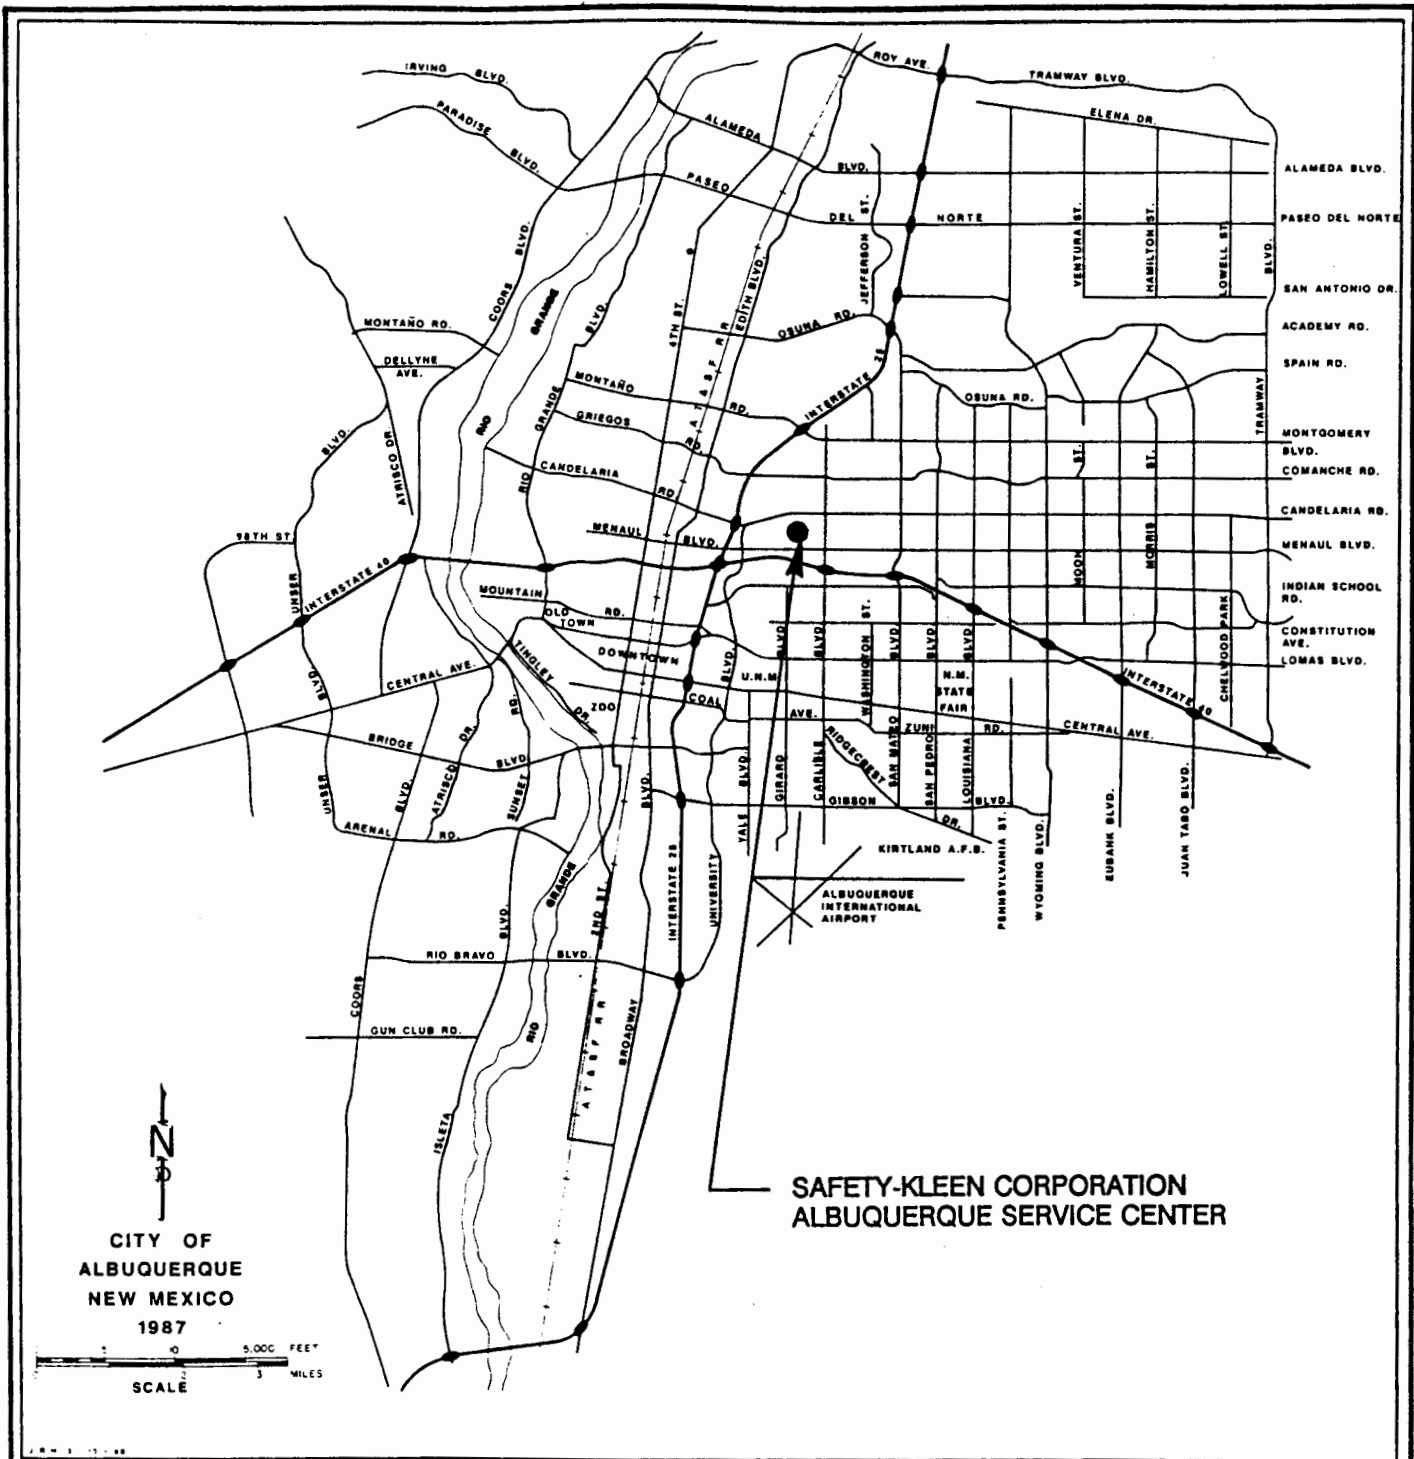 IRVING BLVD.
ROY AVE.
TRAMWAY BLVD.
PARADISE BLVD.
ALAMEDA BLVD.
ELENA DR.
ALAMEDA BLVD.
PASEO DEL NORTE
PASEO DEL NORTE
COORS BLVD.
JEFFERSON ST.
VENTURA ST.
HAMILTON ST.
LOWELL ST.
TRAMWAY BLVD.
SAN ANTONIO DR.
RIO GRANDE
RIO GRANDE BLVD.
4TH ST.
EDITH BLVD.
A T & S F R R
OSUNA RD.
ACADEMY RD.
MONTAÑO RD.
DELLYNE
AVE.
SPAIN RD.
INTERSTATE 25
MONTAÑO RD.
OSUNA RD.
GRIEGOS RD.
MONTGOMERY
BLVD.
BLVD.
ATRISCO DR.
CANDELARIA RD.
COMANCHE RD.
MOON ST.
MORRIS ST.
CANDELARIA RD.
MENAUL BLVD.
MENAUL BLVD.
98TH ST.
UNSER BLVD.
INTERSTATE 40
MOUNTAIN RD.
INDIAN SCHOOL
RD.
OLD
TOWN
CHELWOOD PARK
CONSTITUTION
AVE.
DOWNTOWN
LOMAS BLVD.
TINGLEY DR.
CENTRAL AVE.
U.N.M.
WASHINGTON ST.
N.M.
STATE
FAIR
INTERSTATE 40
ZOO
COAL AVE.
ZUNI RD.
CENTRAL AVE.
BRIDGE BLVD.
ATRISCO DR.
SUNSET RD.
RIDGECREST DR.
UNSER
YALE BLVD.
GIRARD BLVD
CARLISLE BLVD
SAN MATEO BLVD
SAN PEDRO BLVD
LOUISIANA BLVD
GIBSON BLVD.
PENNSYLVANIA ST.
WYOMING BLVD.
EUBANK BLVD.
JUAN TABO BLVD.
ARENAL RD.
KIRTLAND A.F.B.
ALBUQUERQUE
INTERNATIONAL
AIRPORT
RIO GRANDE
2ND ST.
INTERSTATE 25
UNIVERSITY BLVD.
RIO BRAVO BLVD.
COORS BLVD.
GUN CLUB RD.
A T & S F R R
BROADWAY BLVD.
ISLETA BLVD.
N
SAFETY-KLEEN CORPORATION
ALBUQUERQUE SERVICE CENTER
CITY OF
ALBUQUERQUE
NEW MEXICO
1987
5,000 FEET
3 MILES
SCALE